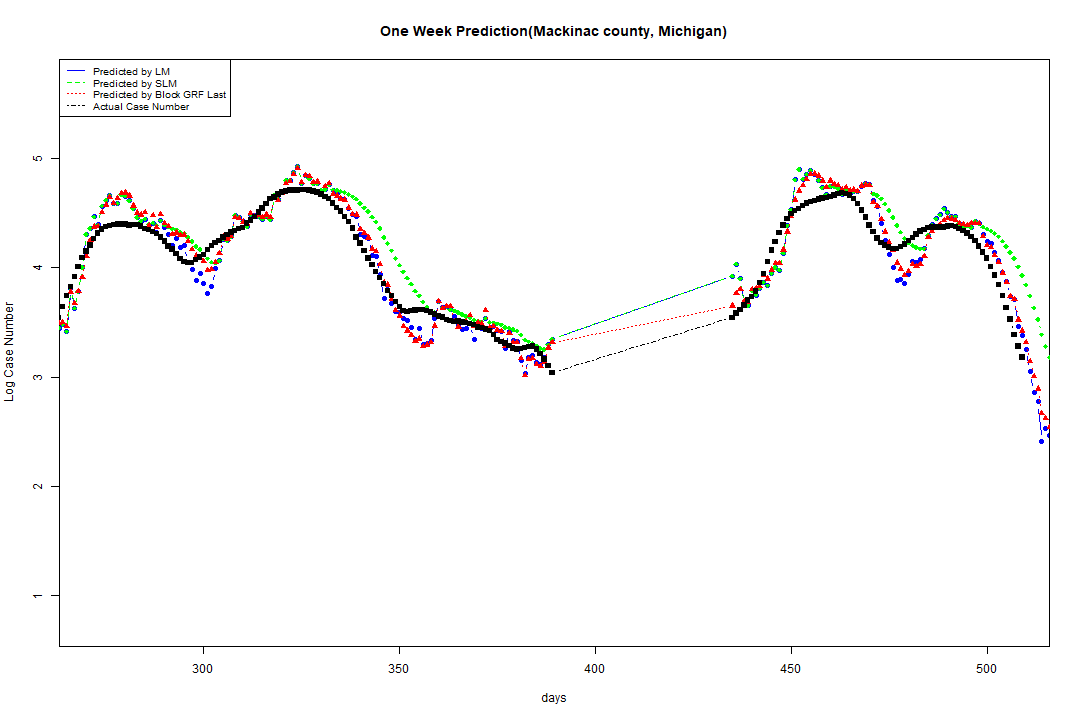 One Week Prediction(Mackinac county, Michigan)
Predicted by LM
Predicted by SLM
Predicted by Block GRF Last
Actual Case Number
Log Case Number
5
4
3
2
1
300 350 400 450 500
days